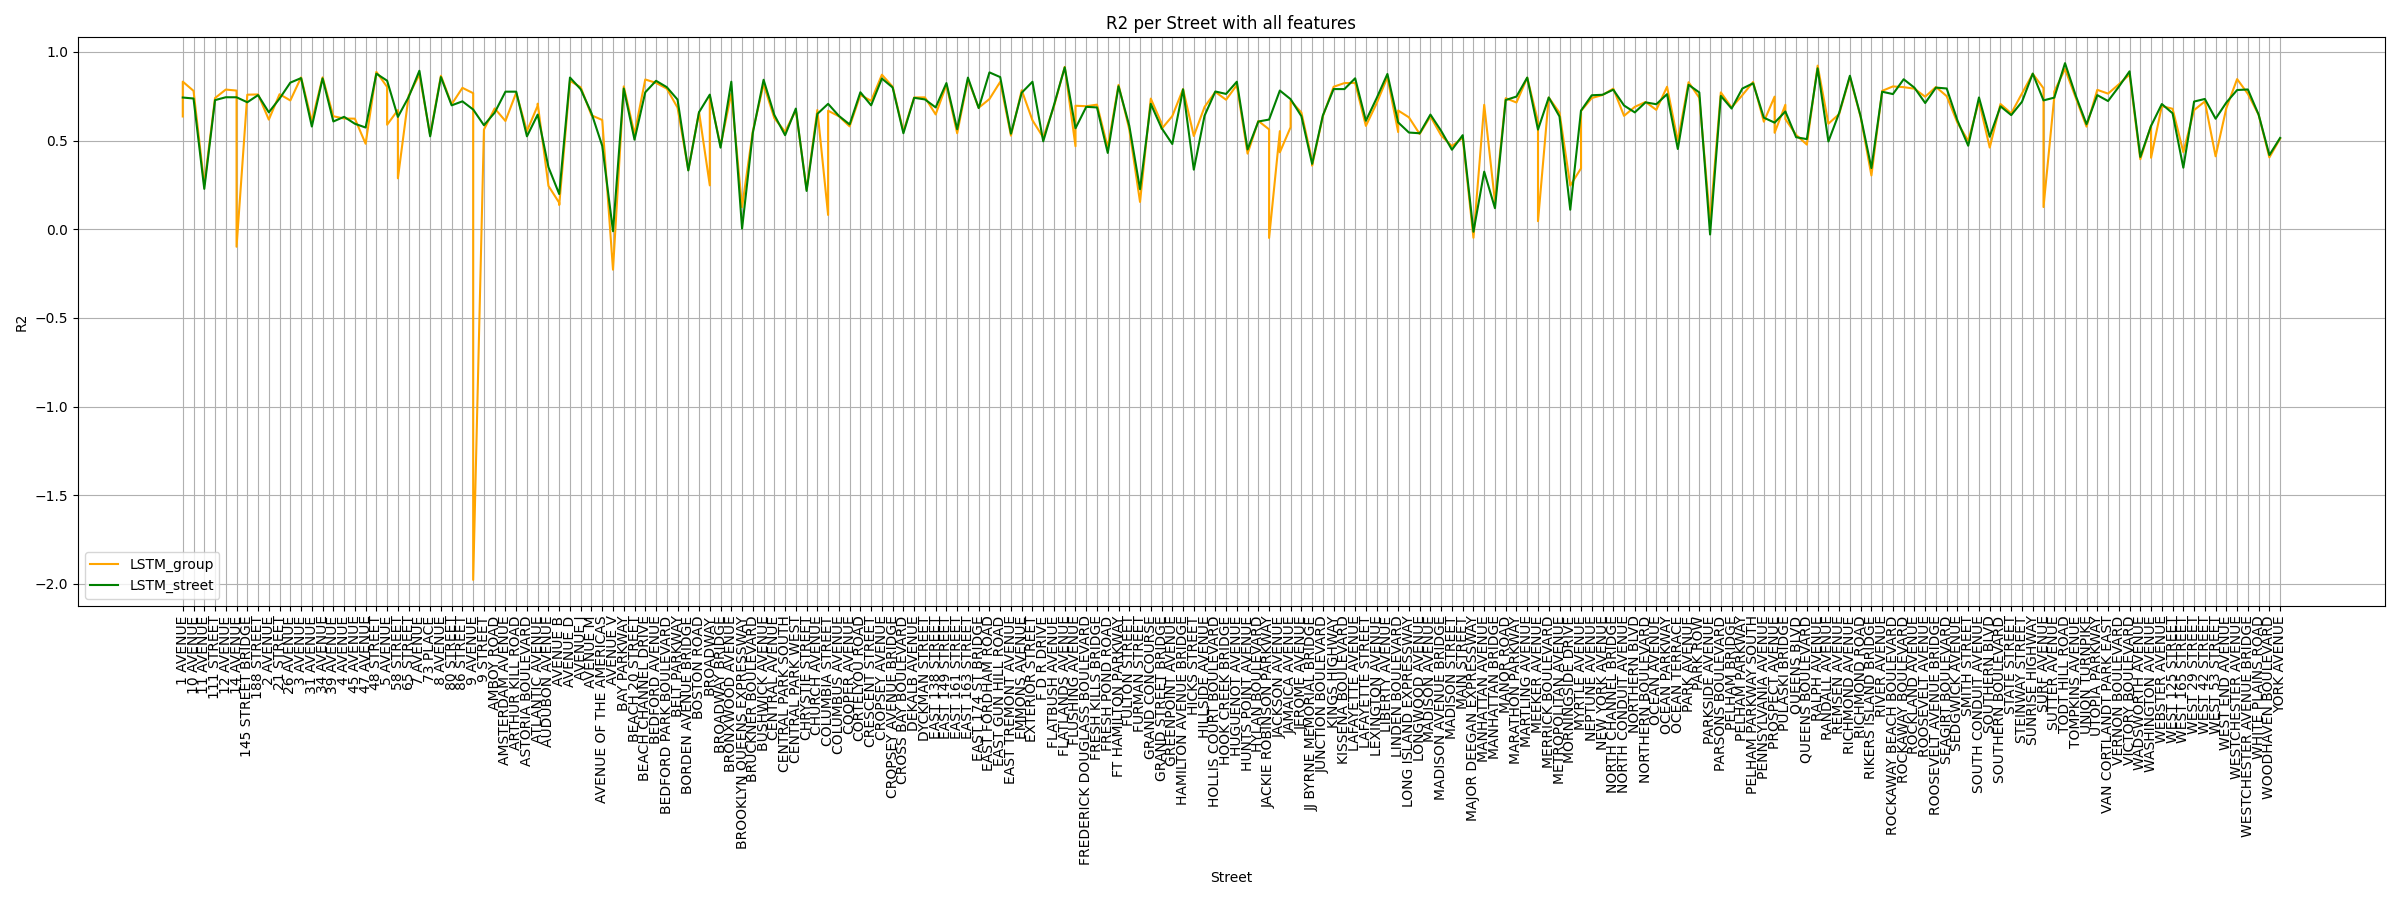 R2 per Street with all features
1.0
0.5
0.0
−0.5
−1.0
−1.5
−2.0
R2
LSTM_group
LSTM_street
1 AVENUE
10 AVENUE
11 AVENUE
111 STREET
12 AVENUE
14 AVENUE
145 STREET BRIDGE
188 STREET
2 AVENUE
21 STREET
26 AVENUE
3 AVENUE
31 AVENUE
34 AVENUE
39 AVENUE
4 AVENUE
45 AVENUE
47 AVENUE
48 STREET
5 AVENUE
58 STREET
7 AVENUE
73 PLACE
8 AVENUE
86 STREET
9 AVENUE
9 STREET
AMBOY ROAD
AMSTERDAM AVENUE
ARTHUR KILL ROAD
ASTORIA BOULEVARD
ATLANTIC AVENUE
AUDUBON AVENUE
AVENUE B
AVENUE D
AVENUE J
AVENUE M
AVENUE OF THE AMERICAS
AVENUE V
BAY PARKWAY
BEACH CHANNEL DRIVE
BEDFORD AVENUE
BEDFORD PARK BOULEVARD
BELT PARKWAY
BORDEN AVENUE BRIDGE
BOSTON ROAD
BROADWAY
BROADWAY BRIDGE
BRONXWOOD AVENUE
BROOKLYN QUEENS EXPRESSWAY
BRUCKNER BOULEVARD
BUSHWICK AVENUE
CENTRAL AVENUE
CENTRAL PARK SOUTH
CENTRAL PARK WEST
CHRYSTIE STREET
CHURCH AVENUE
COLUMBIA STREET
COLUMBUS AVENUE
COOPER AVENUE
CORTELYOU ROAD
CRESCENT STREET
CROPSEY AVENUE
CROPSEY AVENUE BRIDGE
CROSS BAY BOULEVARD
DEKALB AVENUE
DYCKMAN STREET
EAST 138 STREET
EAST 149 STREET
EAST 161 STREET
EAST 174 ST BRIDGE
EAST FORDHAM ROAD
EAST GUN HILL ROAD
EAST TREMONT AVENUE
EMMONS AVENUE
EXTERIOR STREET
F D R DRIVE
FLATBUSH AVENUE
FLATLANDS AVENUE
FLUSHING AVENUE
FREDERICK DOUGLASS BOULEVARD
FRESH KILLS BRIDGE
FRESH POND ROAD
FT HAMILTON PARKWAY
FULTON STREET
FURMAN STREET
GRAND CONCOURSE
GRAND STREET BRIDGE
GREENPOINT AVENUE
HAMILTON AVENUE BRIDGE
HICKS STREET
HILLSIDE AVENUE
HOLLIS COURT BOULEVARD
HOOK CREEK BRIDGE
HUGUENOT AVENUE
HUNTS POINT AVENUE
HYLAN BOULEVARD
JACKIE ROBINSON PARKWAY
JACKSON AVENUE
JAMAICA AVENUE
JEROME AVENUE
JJ BYRNE MEMORIAL BRIDGE
JUNCTION BOULEVARD
KINGS HIGHWAY
KISSENA BOULEVARD
LAFAYETTE AVENUE
LAFAYETTE STREET
LEXINGTON AVENUE
LIBERTY AVENUE
LINDEN BOULEVARD
LONG ISLAND EXPRESSWAY
LONGWOOD AVENUE
MADISON AVENUE
MADISON AVENUE BRIDGE
MADISON STREET
MAIN STREET
MAJOR DEEGAN EXPRESSWAY
MANHATTAN AVENUE
MANHATTAN BRIDGE
MANOR ROAD
MARATHON PARKWAY
MARTING AVENUE
MEEKER AVENUE
MERRICK BOULEVARD
METROPOLITAN AVENUE
MORNINGSIDE DRIVE
MYRTLE AVENUE
NEPTUNE AVENUE
NEW YORK AVENUE
NORTH CHANNEL BRIDGE
NORTH CONDUIT AVENUE
NORTHERN BLVD
NORTHERN BOULEVARD
OCEAN AVENUE
OCEAN PARKWAY
OCEAN TERRACE
PARK AVENUE
PARK ROW
PARKSIDE AVENUE
PARSONS BOULEVARD
PELHAM BRIDGE
PELHAM PARKWAY
PELHAM PARKWAY SOUTH
PENNSYLVANIA AVENUE
PROSPECT AVENUE
PULASKI BRIDGE
QUEENS BLVD
QUEENS BOULEVARD
RALPH AVENUE
RANDALL AVENUE
REMSEN AVENUE
RICHMOND AVENUE
RICHMOND ROAD
RIKERS ISLAND BRIDGE
RIVER AVENUE
ROCKAWAY BEACH BOULEVARD
ROCKAWAY BOULEVARD
ROCKLAND AVENUE
ROOSEVELT AVENUE
ROOSEVELT AVENUE BRIDGE
SEAGIRT BOULEVARD
SEDGWICK AVENUE
SMITH STREET
SOUTH CONDUIT AVENUE
SOUTHERN BLVD
SOUTHERN BOULEVARD
STATE STREET
STEINWAY STREET
SUNRISE HIGHWAY
SURF AVENUE
SUTTER AVENUE
TODT HILL ROAD
TOMPKINS AVENUE
UNION TURNPIKE
UTOPIA PARKWAY
VAN CORTLANDT PARK EAST
VERNON BOULEVARD
VICTORY BOULEVARD
WADSWORTH AVENUE
WASHINGTON AVENUE
WEBSTER AVENUE
WEST 125 STREET
WEST 165 STREET
WEST 29 STREET
WEST 42 STREET
WEST 57 STREET
WEST END AVENUE
WESTCHESTER AVENUE
WESTCHESTER AVENUE BRIDGE
WHITE PLAINS ROAD
WOODHAVEN BOULEVARD
YORK AVENUE
Street